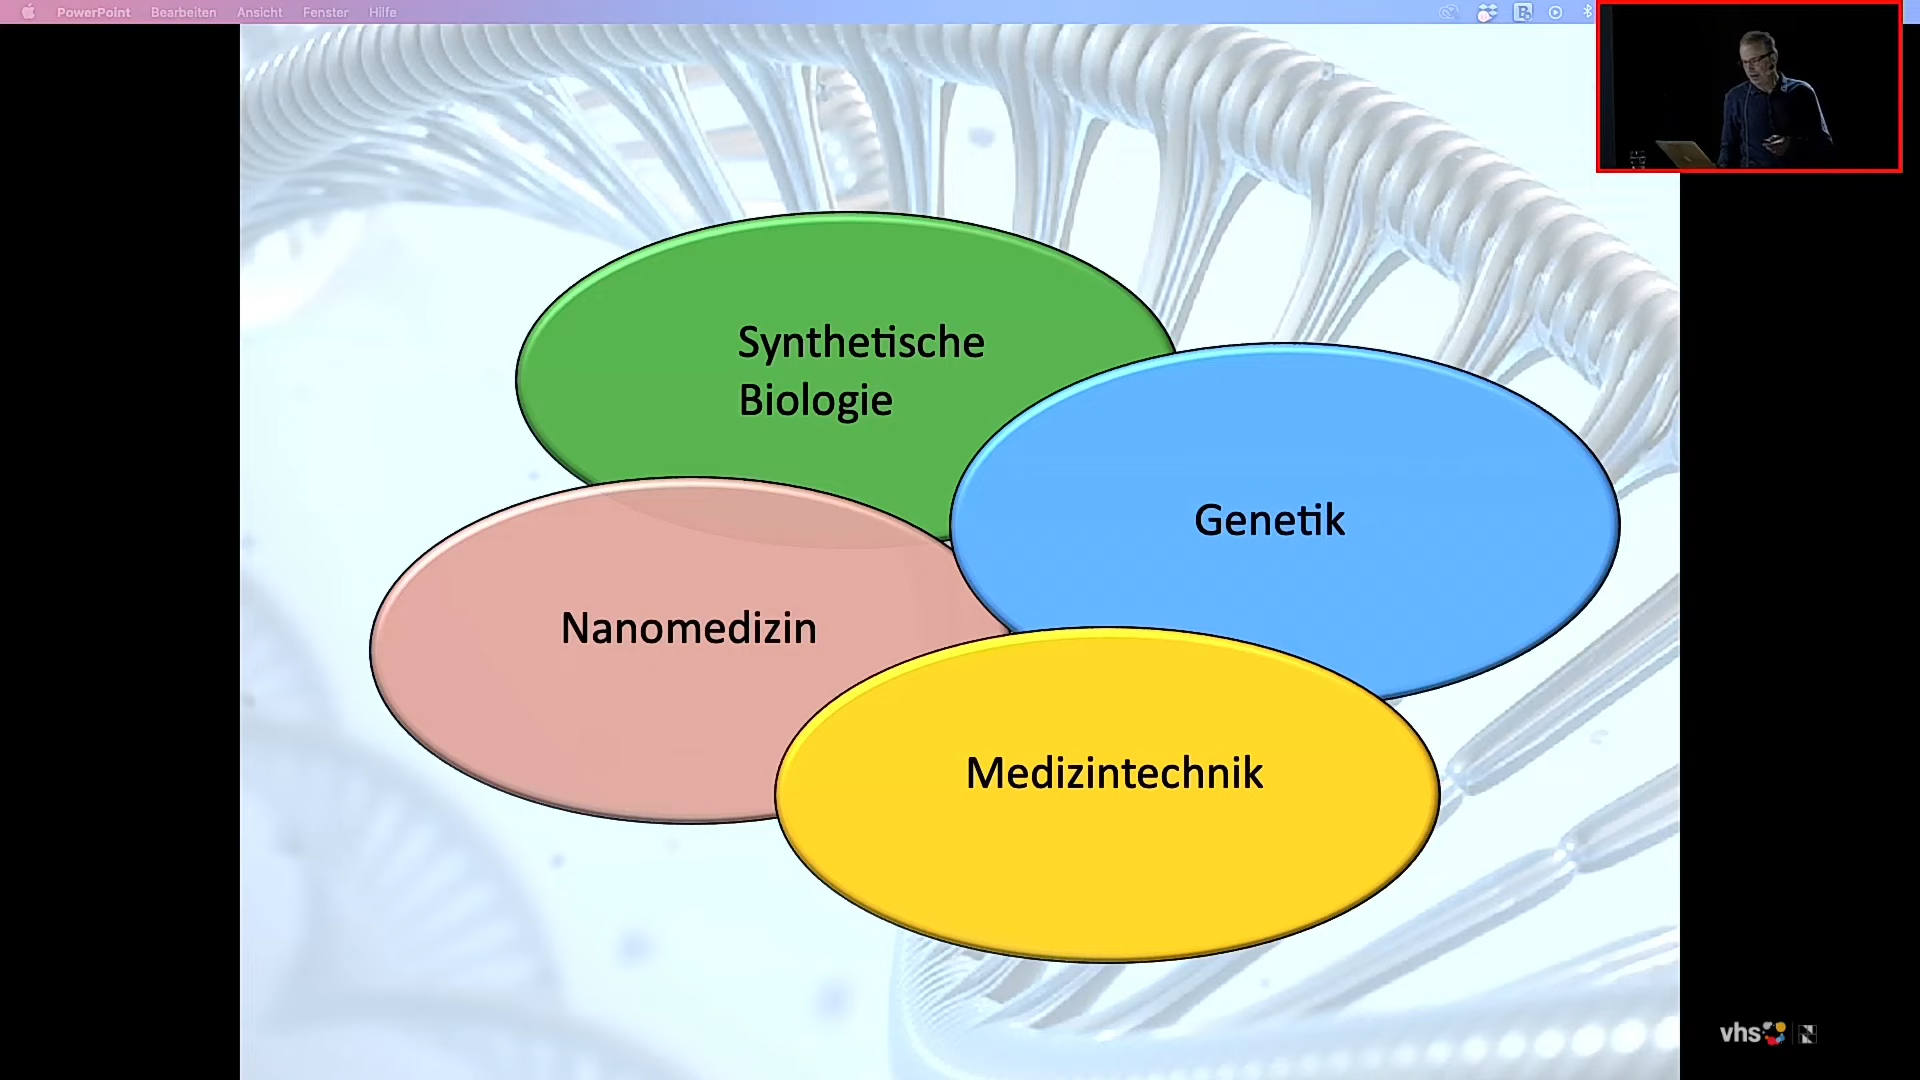 PowerPoint Bearbeiten Ansicht Fenster Hilfe
Synthetische
Biologie
Genetik
Nanomedizin
Medizintechnik
vhs